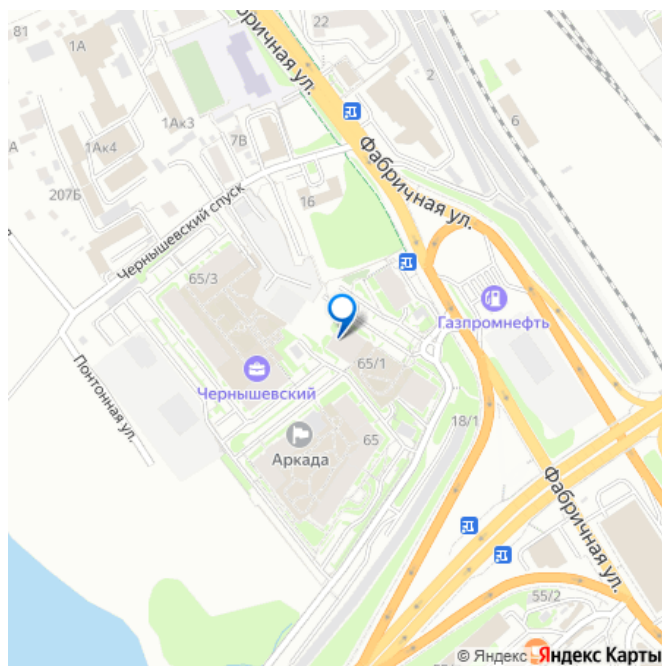 22
81
1А
2
Фабричная ул.
1Ак3
6
7В
1Ак4
А
Фабричная ул.
207Б
16
Чернышевский спуск
65/3
Газпромнефть
65/1
Чернышевский
Понтонная ул.
18/1
65
Аркада
Фабричная ул.
55/2
© Яндекс Яндекс Карты